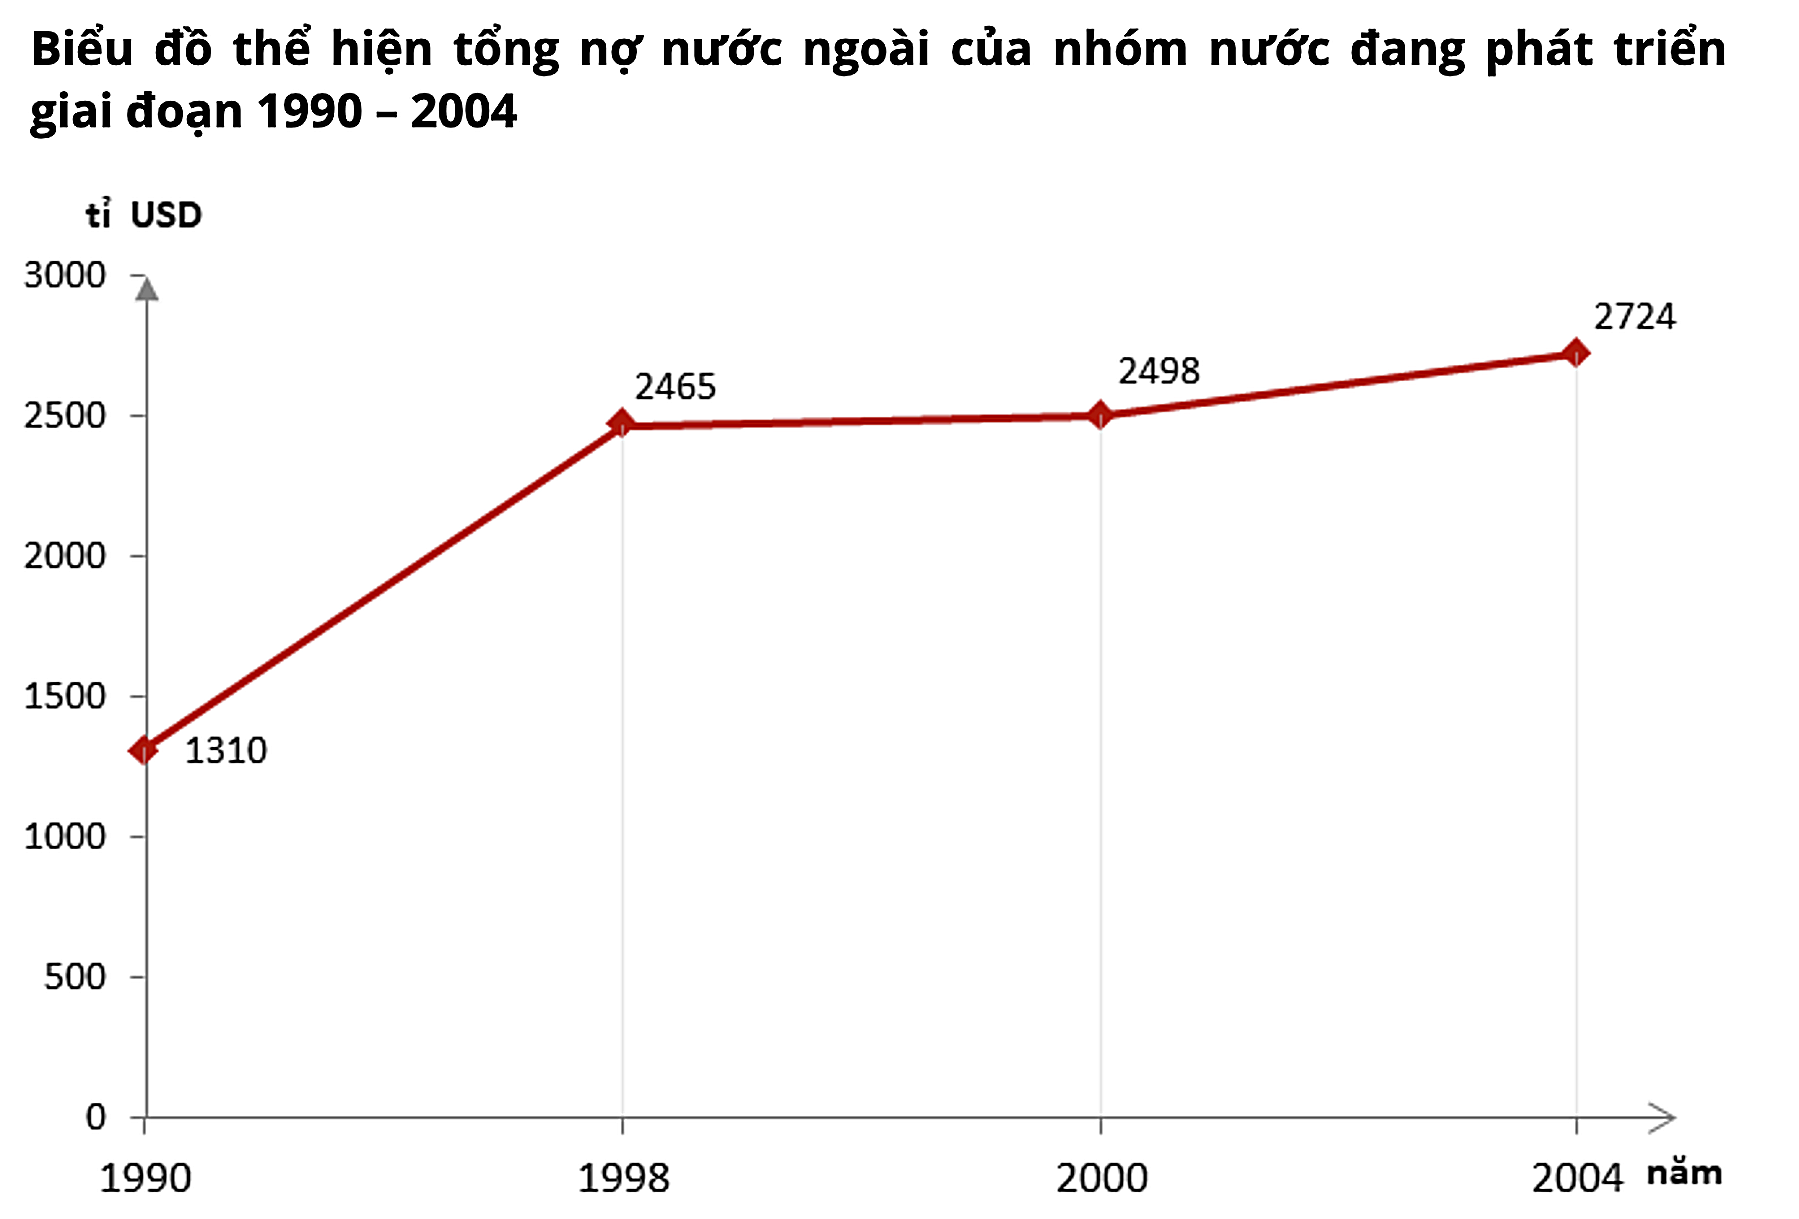 Biểu đồ thể hiện tổng nợ nước ngoài của nhóm nước đang phát triển
giai đoạn 1990 – 2004
tỉ USD
3000
2724
2465
2498
2500
2000
1500
1310
1000
500
0
1990 1998 2000 2004 năm